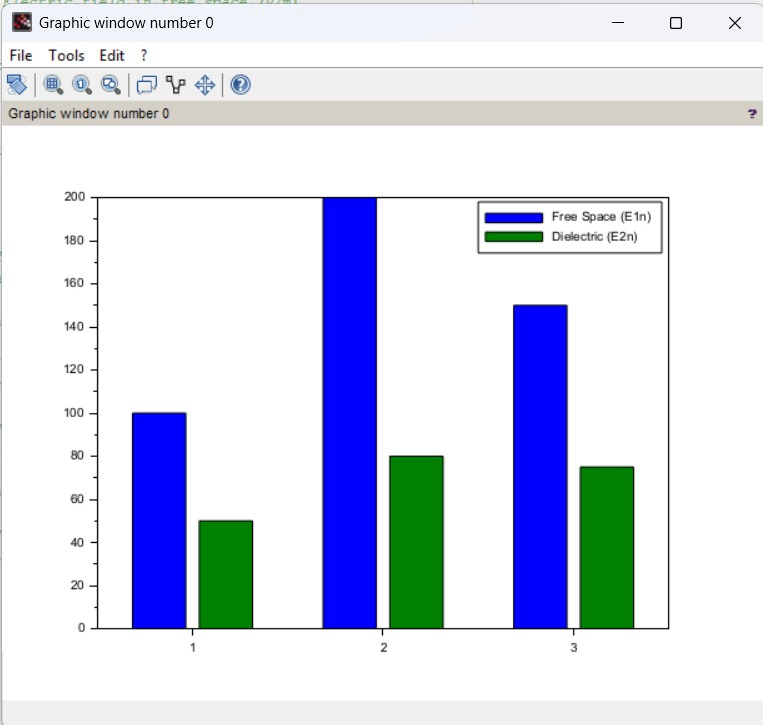 Graphic window number 0
File Tools Edit ?
Graphic window number 0 ?
200
180
160
140
120
100
80
60
40
20
0
Free Space (E1n)
Dielectric (E2n)
1 2 3